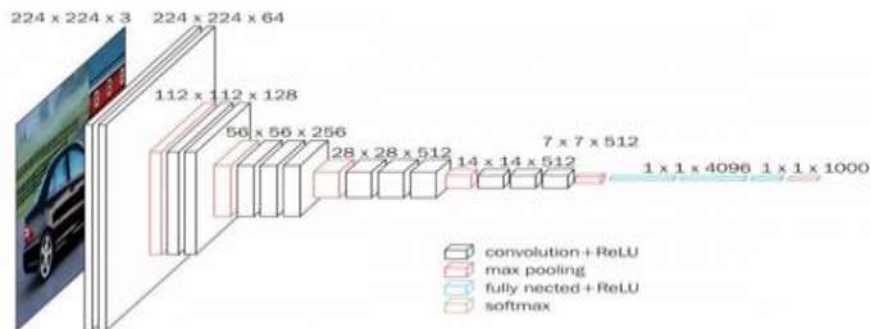 224 x 224 x 3
224 x 224 x 64
112 x 112 x 128
56 x 56 x 256
28 x 28 x 512
14 x 14 x 512
7 x 7 x 512
1 x 1 x 4096
1 x 1 x 1000
convolution+ReLU
max pooling
fully nected+ReLU
softmax